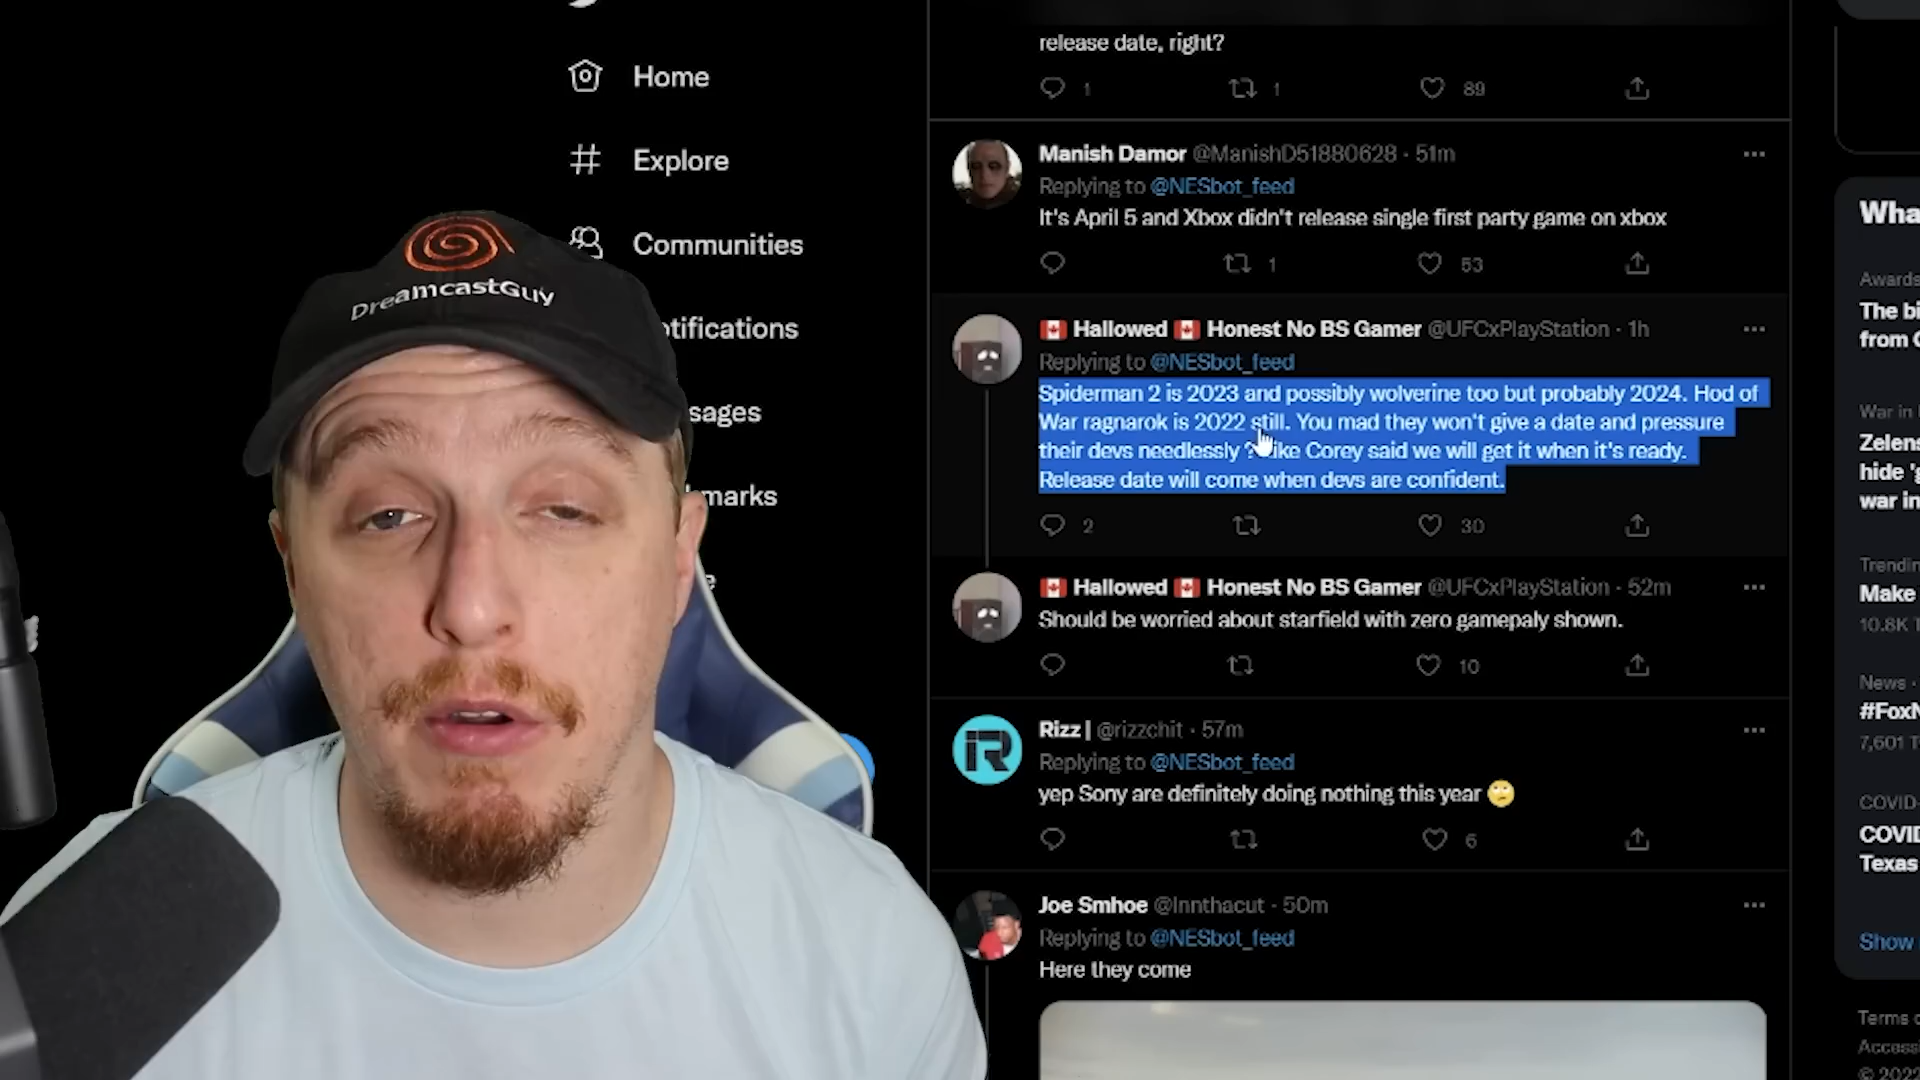 Home
Explore
Communities
otifications
sages
marks
DreamcastGuy
release date, right?
1 1 89
Manish Damor @ManishD51880628 · 51m
Replying to @NESbot_feed
It's April 5 and Xbox didn't release single first party game on xbox
1 53
Hallowed Honest No BS Gamer @UFCxPlayStation · 1h
Replying to @NESbot_feed
Spiderman 2 is 2023 and possibly wolverine too but probably 2024. Hod of
War ragnarok is 2022 still. You mad they won't give a date and pressure
their devs needlessly ? ike Corey said we will get it when it's ready.
Release date will come when devs are confident.
2 30
Hallowed Honest No BS Gamer @UFCxPlayStation · 52m
Should be worried about starfield with zero gamepaly shown.
10
Rizz | @rizzchit · 57m
Replying to @NESbot_feed
yep Sony are definitely doing nothing this year 🙄
6
Joe Smhoe @Innthacut · 50m
Replying to @NESbot_feed
Here they come
Wha
Awards
The bi
from G
War in
Zelens
hide 'g
war in
Trendin
Make
10.8K T
News ·
#FoxN
7,601 T
COVID-
COVID
Texas
Show
Terms o
Access
© 2022